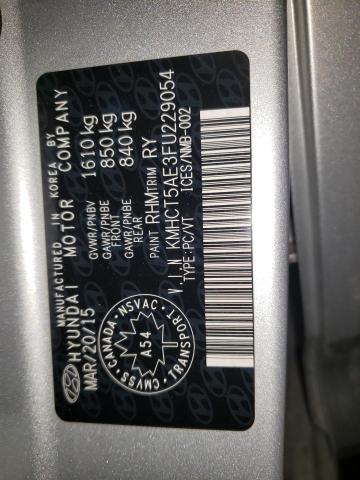 MANUFACTURED IN KOREA BY
HYUNDAI MOTOR COMPANY
MAR/20/15
GVWR/PNBV 1610 kg
GAWR/PNBE FRONT 850 kg
GAWR/PNBE REAR 840 kg
CANADA · NSVAC · TRANSPORT · CMVSS
A54
PAINT RHM TRIM RY
V.I.N KMHCT5AE3FU229054
TYPE:PC/VT ICES/NMB-002